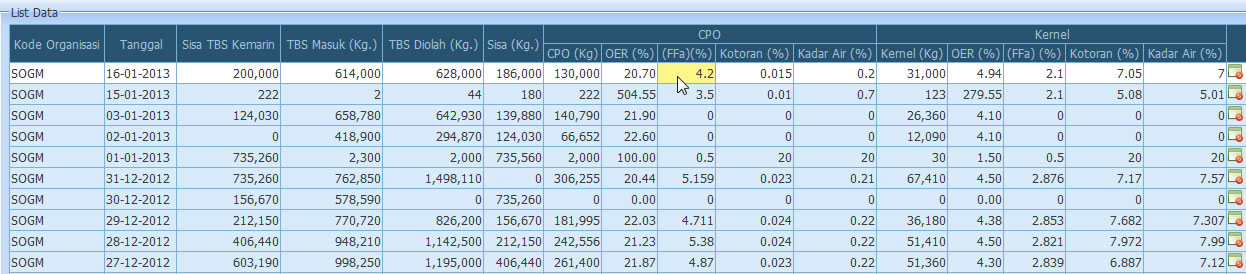 List Data
CPO Kernel
Kode Organisasi Tanggal Sisa TBS Kemarin TBS Masuk (Kg.) TBS Diolah (Kg.) Sisa (Kg.)
CPO (Kg) OER (%) (FFa)(%) Kotoran (%) Kadar Air (%) Kernel (Kg) OER (%) (FFa) (%) Kotoran (%) Kadar Air (%)
SOGM 16-01-2013 200,000 614,000 628,000 186,000 130,000 20.70 4.2 0.015 0.2 31,000 4.94 2.1 7.05 7
SOGM 15-01-2013 222 2 44 180 222 504.55 3.5 0.01 0.7 123 279.55 2.1 5.08 5.01
SOGM 03-01-2013 124,030 658,780 642,930 139,880 140,790 21.90 0 0 0 26,360 4.10 0 0 0
SOGM 02-01-2013 0 418,900 294,870 124,030 66,652 22.60 0 0 0 12,090 4.10 0 0 0
SOGM 01-01-2013 735,260 2,300 2,000 735,560 2,000 100.00 0.5 20 20 30 1.50 0.5 20 20
SOGM 31-12-2012 735,260 762,850 1,498,110 0 306,255 20.44 5.159 0.023 0.21 67,410 4.50 2.876 7.17 7.57
SOGM 30-12-2012 156,670 578,590 0 735,260 0 0.00 0 0 0 0 0.00 0 0 0
SOGM 29-12-2012 212,150 770,720 826,200 156,670 181,995 22.03 4.711 0.024 0.22 36,180 4.38 2.853 7.682 7.307
SOGM 28-12-2012 406,440 948,210 1,142,500 212,150 242,556 21.23 5.38 0.024 0.22 51,410 4.50 2.821 7.972 7.99
SOGM 27-12-2012 603,190 998,250 1,195,000 406,440 261,400 21.87 4.87 0.023 0.22 51,360 4.30 2.839 6.887 7.12